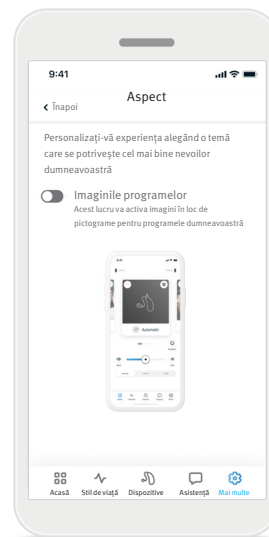 9:41
Înapoi
Aspect
Personalizați-vă experiența alegând o temă
care se potrivește cel mai bine nevoilor
dumneavoastră
Imaginile programelor
Acest lucru va activa imagini în loc de
pictograme pentru programele dumneavoastră
Automatic
Acasă Stil de viață Dispozitive Asistență Mai multe